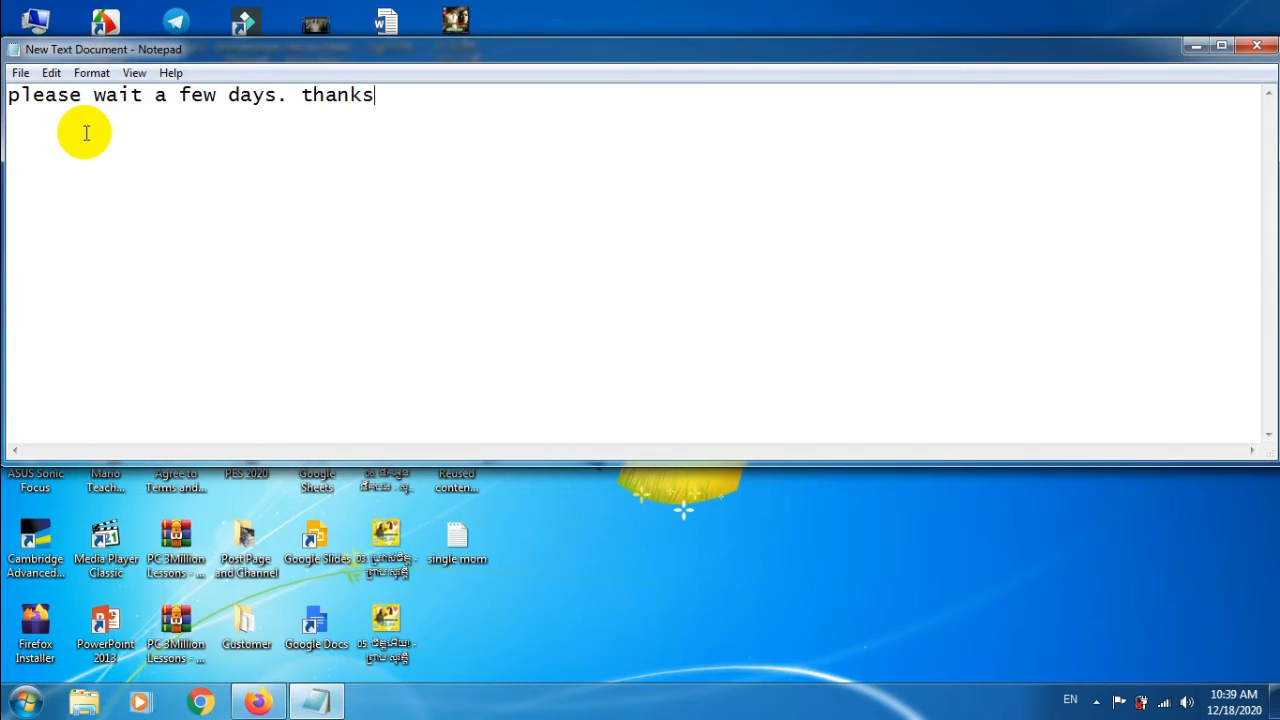 New Text Document - Notepad
File Edit Format View Help
please wait a few days. thanks
ASUS Sonic Focus
Mario Teach...
Agree to Terms and...
PES 2020
Google Sheets
Reused conten...
Cambridge Advanced...
Media Player Classic
PC 3Million Lessons - ...
Post Page and Channel
Google Slides
single mom
Firefox Installer
PowerPoint 2013
PC 3Million Lessons - ...
Customer
Google Docs
EN
10:39 AM
12/18/2020